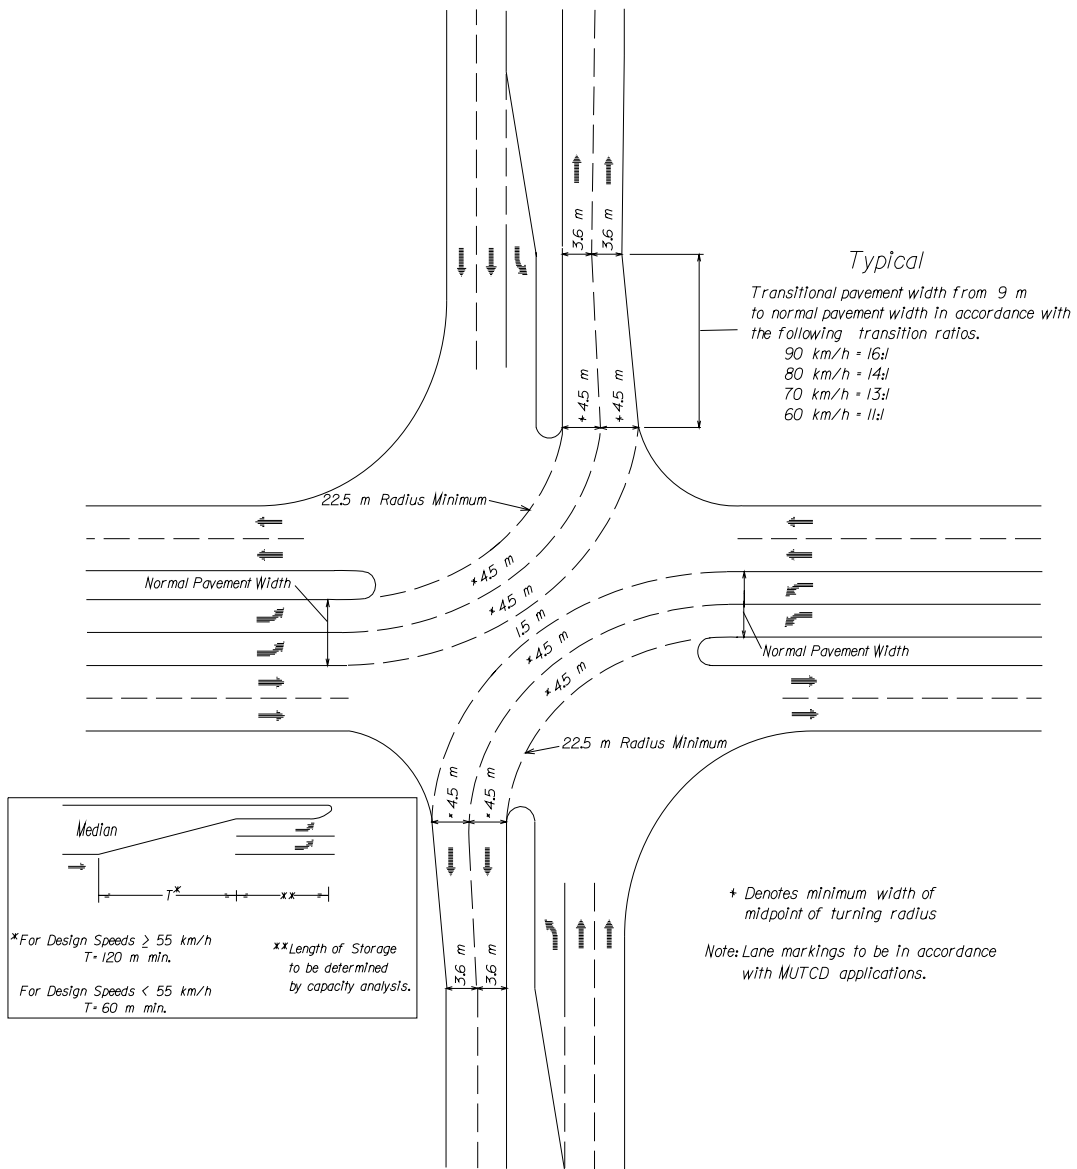 3.6 m
3.6 m
Typical
Transitional pavement width from 9 m
to normal pavement width in accordance with
the following transition ratios.
90 km/h = 16:1
80 km/h = 14:1
70 km/h = 13:1
60 km/h = 11:1
+ 4.5 m
+ 4.5 m
22.5 m Radius Minimum
Normal Pavement Width
+ 4.5 m
+ 4.5 m
1.5 m
+ 4.5 m
+ 4.5 m
Normal Pavement Width
22.5 m Radius Minimum
+ 4.5 m
+ 4.5 m
3.6 m
3.6 m
Median
T*
**
*For Design Speeds ≥ 55 km/h
T= 120 m min.
For Design Speeds < 55 km/h
T= 60 m min.
**Length of Storage
to be determined
by capacity analysis.
+ Denotes minimum width of
midpoint of turning radius
Note: Lane markings to be in accordance
with MUTCD applications.